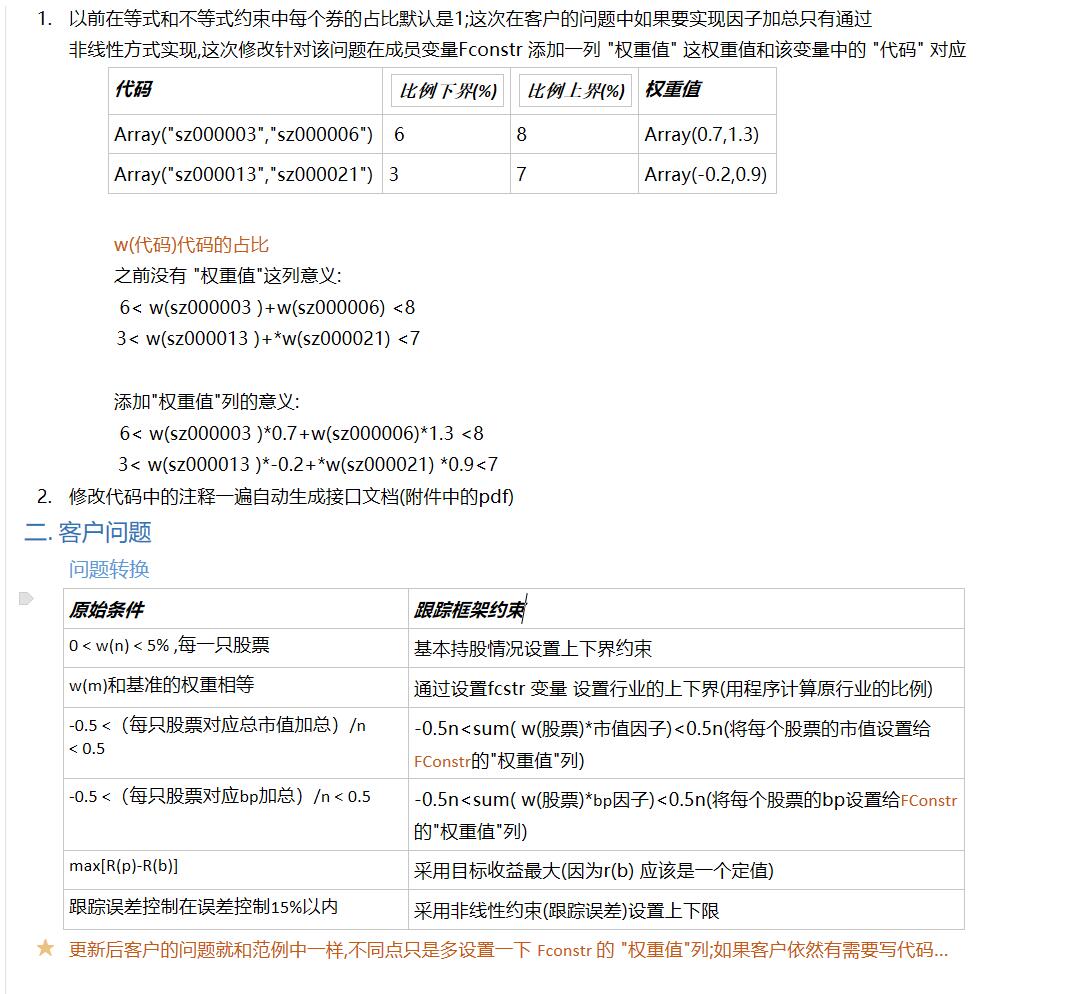 1. 以前在等式和不等式约束中每个券的占比默认是1;这次在客户的问题中如果要实现因子加总只有通过
非线性方式实现,这次修改针对该问题在成员变量Fconstr 添加一列 "权重值" 这权重值和该变量中的 "代码" 对应
代码 比例下界(%) 比例上界(%) 权重值
Array("sz000003","sz000006") 6 8 Array(0.7,1.3)
Array("sz000013","sz000021") 3 7 Array(-0.2,0.9)
w(代码)代码的占比
之前没有 "权重值"这列意义:
6< w(sz000003 )+w(sz000006) <8
3< w(sz000013 )+*w(sz000021) <7
添加"权重值"列的意义:
6< w(sz000003 )*0.7+w(sz000006)*1.3 <8
3< w(sz000013 )*-0.2+*w(sz000021) *0.9<7
2. 修改代码中的注释一遍自动生成接口文档(附件中的pdf)
二. 客户问题
问题转换
原始条件 跟踪框架约束
0 < w(n) < 5% ,每一只股票 基本持股情况设置上下界约束
w(m)和基准的权重相等 通过设置fcstr 变量 设置行业的上下界(用程序计算原行业的比例)
-0.5 <（每只股票对应总市值加总）/n
< 0.5
-0.5n<sum( w(股票)*市值因子)<0.5n(将每个股票的市值设置给
FConstr的"权重值"列)
-0.5 <（每只股票对应bp加总）/n < 0.5
-0.5n<sum( w(股票)*bp因子)<0.5n(将每个股票的bp设置给FConstr
的"权重值"列)
max[R(p)-R(b)] 采用目标收益最大(因为r(b) 应该是一个定值)
跟踪误差控制在误差控制15%以内 采用非线性约束(跟踪误差)设置上下限
更新后客户的问题就和范例中一样,不同点只是多设置一下 Fconstr 的 "权重值"列;如果客户依然有需要写代码...